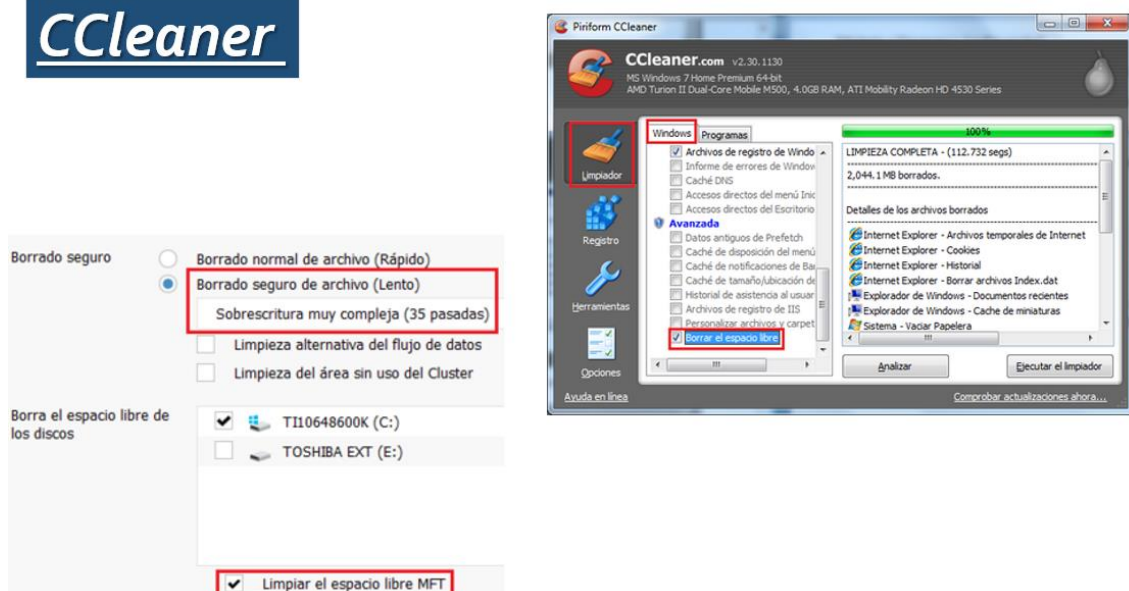 CCleaner
Borrado seguro
Borrado normal de archivo (Rápido)
Borrado seguro de archivo (Lento)
Sobrescritura muy compleja (35 pasadas)
Limpieza alternativa del flujo de datos
Limpieza del área sin uso del Cluster
Borra el espacio libre de
los discos
TI10648600K (C:)
TOSHIBA EXT (E:)
Limpiar el espacio libre MFT
Piriform CCleaner
CCleaner.com v2.30.1130
MS Windows 7 Home Premium 64-bit
AMD Turion II Dual-Core Mobile M500, 4.0GB RAM, ATI Mobility Radeon HD 4530 Series
Limpiador
Registro
Herramientas
Opciones
Windows Programas
Archivos de registro de Windo
Informe de errores de Window
Caché DNS
Accesos directos del menú Inic
Accesos directos del Escritorio
Avanzada
Datos antiguos de Prefetch
Caché de disposición del menú
Caché de notificaciones de Bar
Caché de tamaño/ubicación de
Historial de asistencia al usuar
Archivos de registro de IIS
Personalizar archivos y carpet
Borrar el espacio libre
100%
LIMPIEZA COMPLETA - (112.732 segs)
2,044.1 MB borrados.
Detalles de los archivos borrados
Internet Explorer - Archivos temporales de Internet
Internet Explorer - Cookies
Internet Explorer - Historial
Internet Explorer - Borrar archivos Index.dat
Explorador de Windows - Documentos recientes
Explorador de Windows - Cache de miniaturas
Sistema - Vaciar Papelera
Analizar
Ejecutar el limpiador
Ayuda en línea
Comprobar actualizaciones ahora...